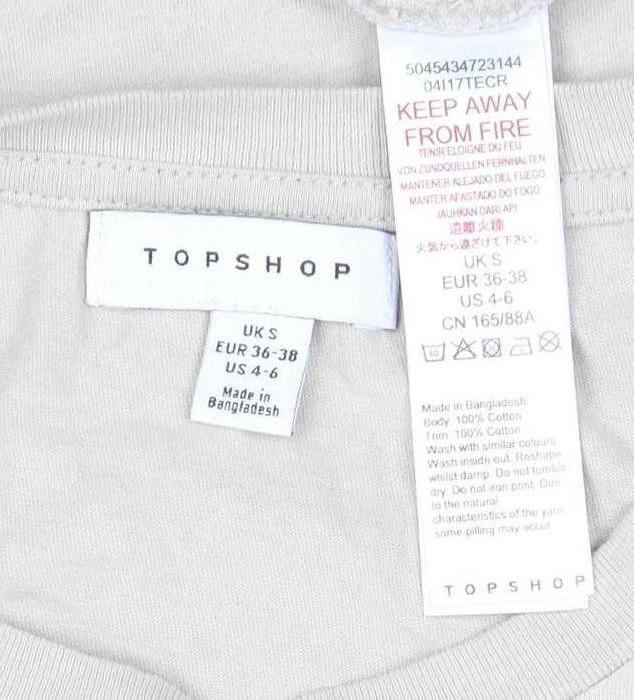 TOPSHOP
UK S
EUR 36-38
US 4-6
Made in
Bangladesh
5045434723144
04I17TECR
KEEP AWAY
FROM FIRE
TENIR ELOIGNE DU FEU
VON ZUNDQUELLEN FERNHALTEN
MANTENER ALEJADO DEL FUEGO
MANTER AFASTADO DO FOGO
JAUHKAN DARI API
遠離火種
火気から遠ざけて下さい。
UK S
EUR 36-38
US 4-6
CN 165/88A
Made in Bangladesh
Body 100% Cotton
Trim 100% Cotton
Wash with similar colours
Wash inside out. Reshape
whilst damp. Do not tumble
dry. Do not iron print. Due
to the natural
characteristics of the yarn
some pilling may occur
TOPSHOP